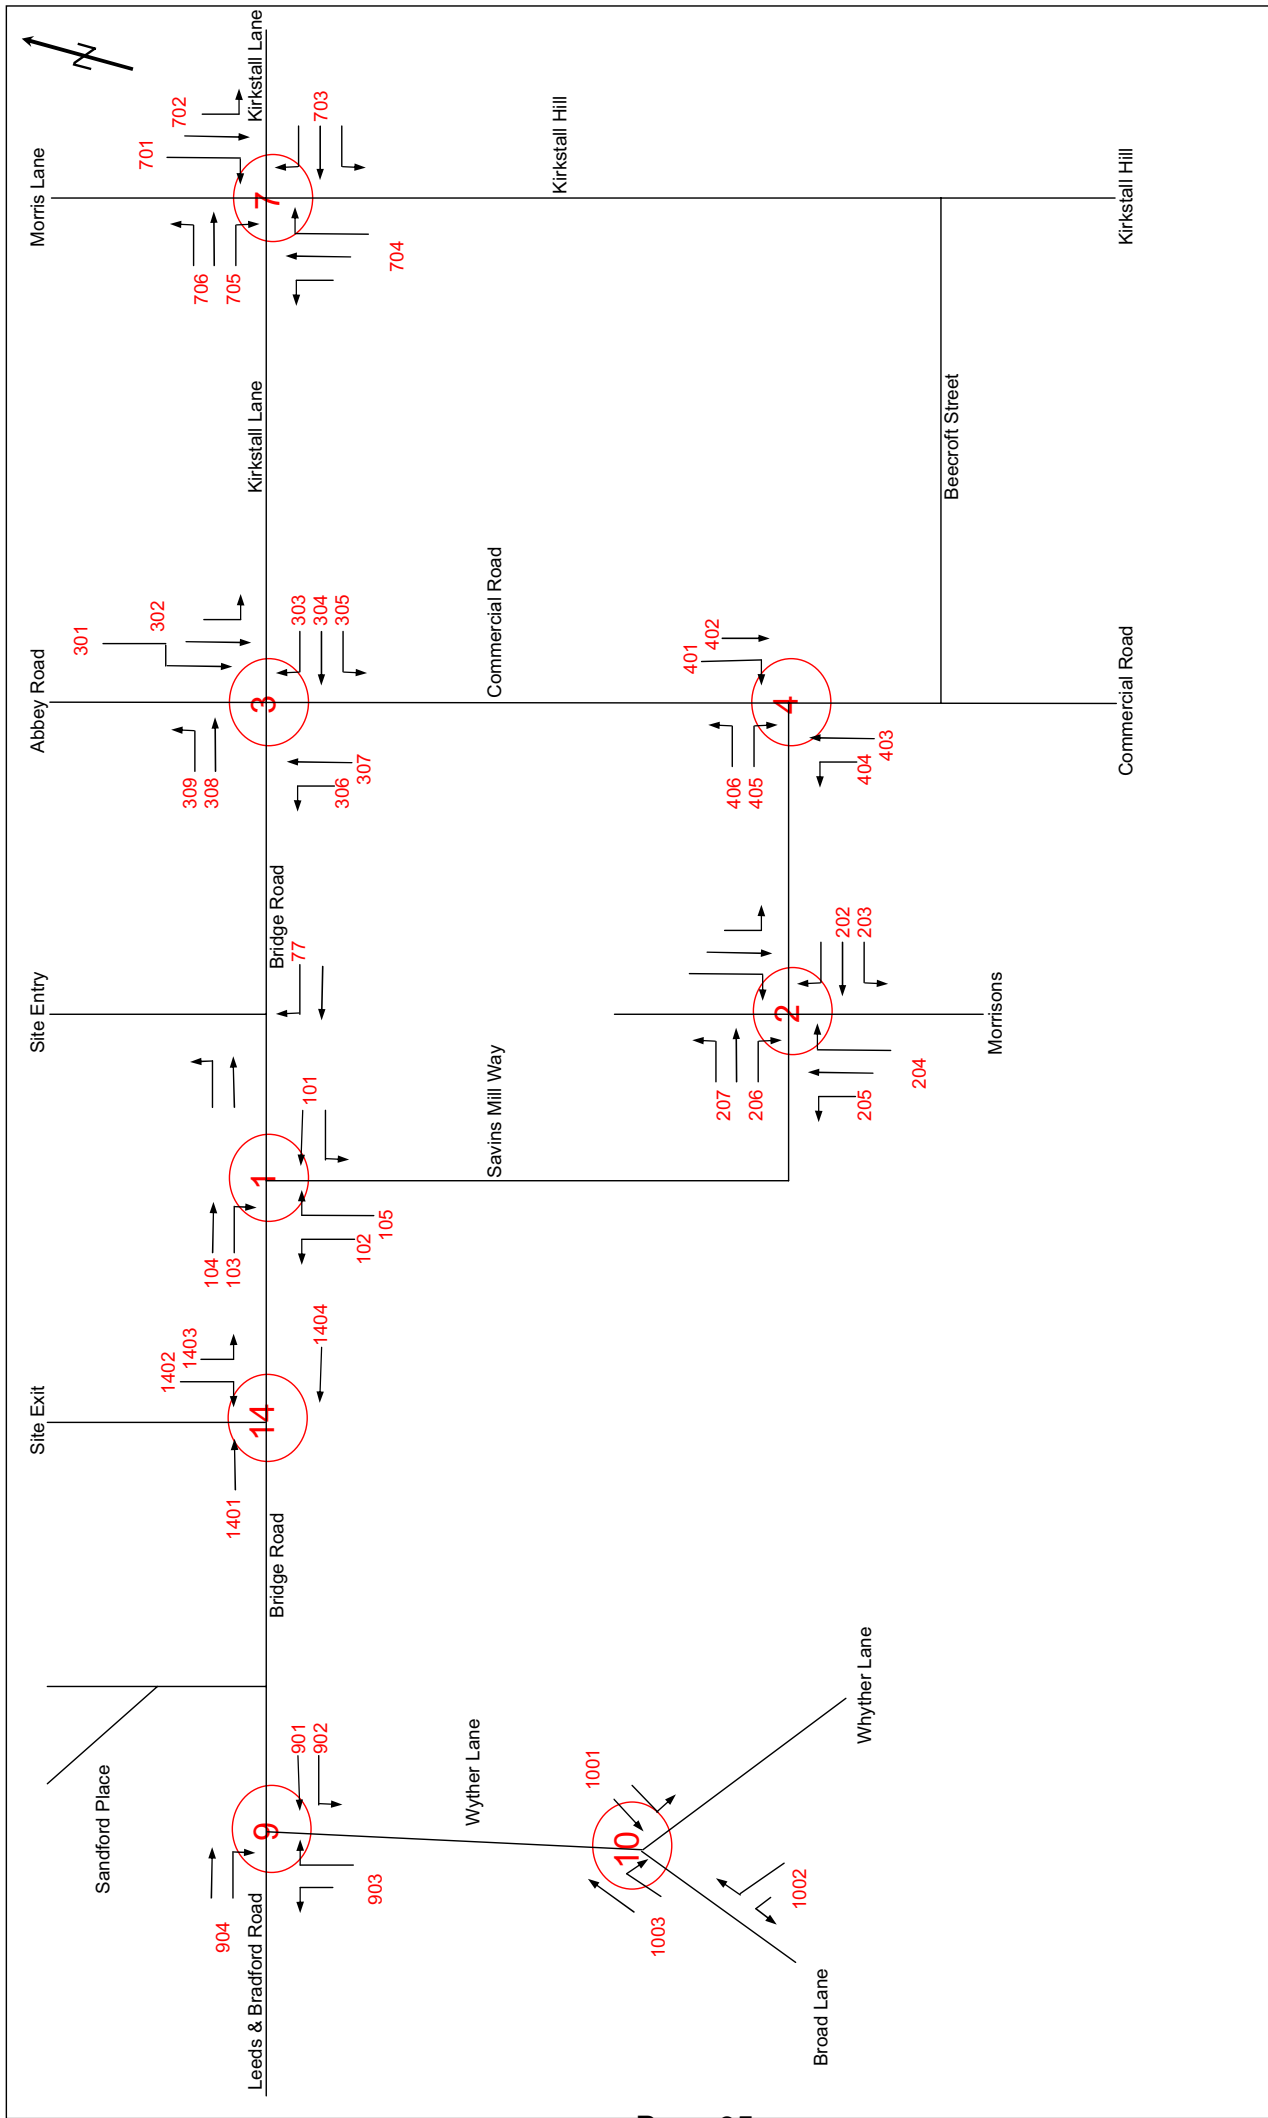 Sandford Place
Site Exit
Site Entry
Abbey Road
Morris Lane
N
1401
1402
1403
104
103
309
308
301
302
706
705
701
702
904
Leeds & Bradford Road
9
14
1
3
7
Kirkstall Lane
Kirkstall Lane
Bridge Road
Bridge Road
901
902
903
1404
102
105
101
77
306
307
303
304
305
704
703
Wyther Lane
Savins Mill Way
Commercial Road
Kirkstall Hill
1001
10
1003
1002
207
206
2
205
204
202
203
406
405
401
402
4
404
403
Broad Lane
Whyther Lane
Morrisons
Beecroft Street
Commercial Road
Kirkstall Hill